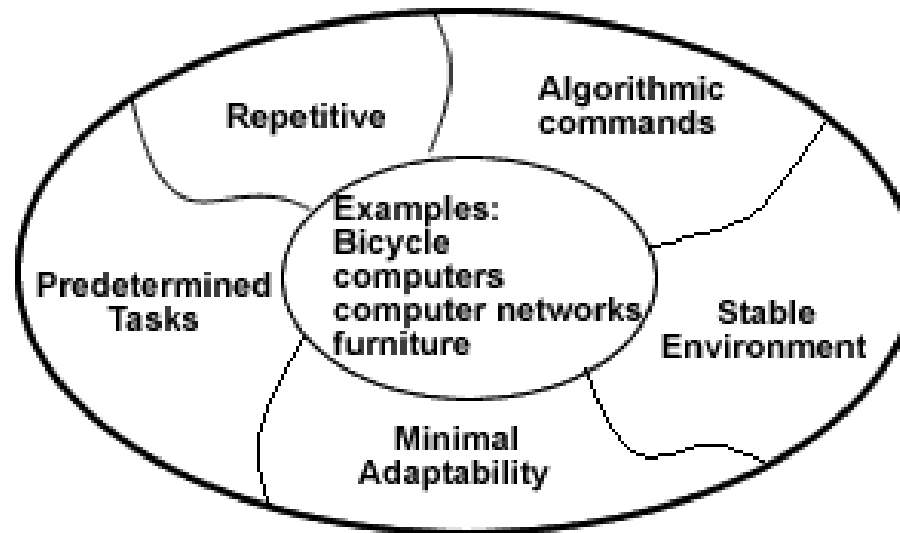 Repetitive
Algorithmic
commands
Examples:
Bicycle
computers
computer networks
furniture
Predetermined
Tasks
Stable
Environment
Minimal
Adaptability